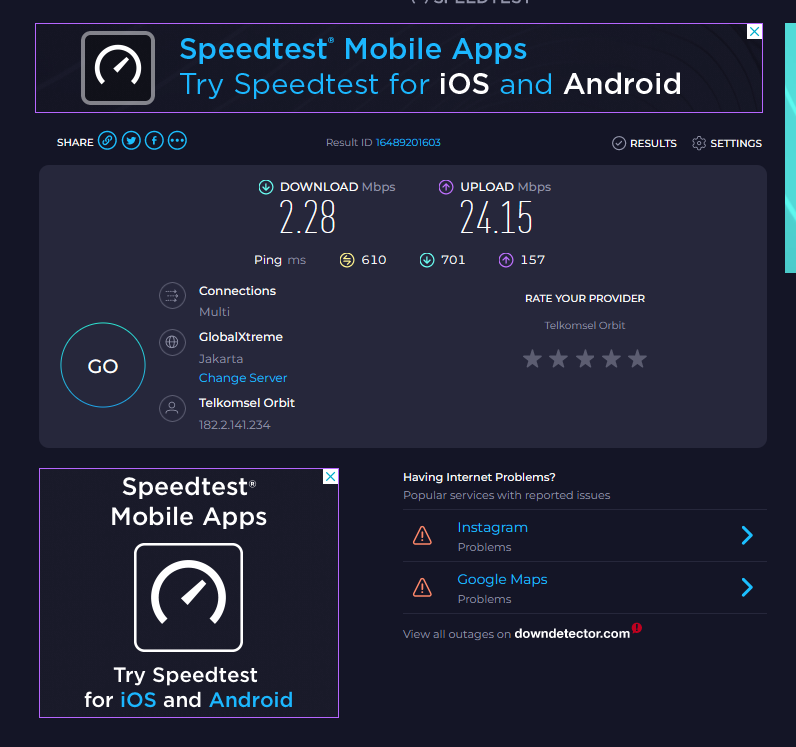 SPEEDTEST
Speedtest® Mobile Apps
Try Speedtest for iOS and Android
SHARE
Result ID 16489201603
RESULTS
SETTINGS
DOWNLOAD Mbps
UPLOAD Mbps
2.28
24.15
Ping ms
610
701
157
Connections
Multi
GlobalXtreme
Jakarta
Change Server
Telkomsel Orbit
182.2.141.234
GO
RATE YOUR PROVIDER
Telkomsel Orbit
Speedtest®
Mobile Apps
Try Speedtest
for iOS and Android
Having Internet Problems?
Popular services with reported issues
Instagram
Problems
Google Maps
Problems
View all outages on downdetector.com